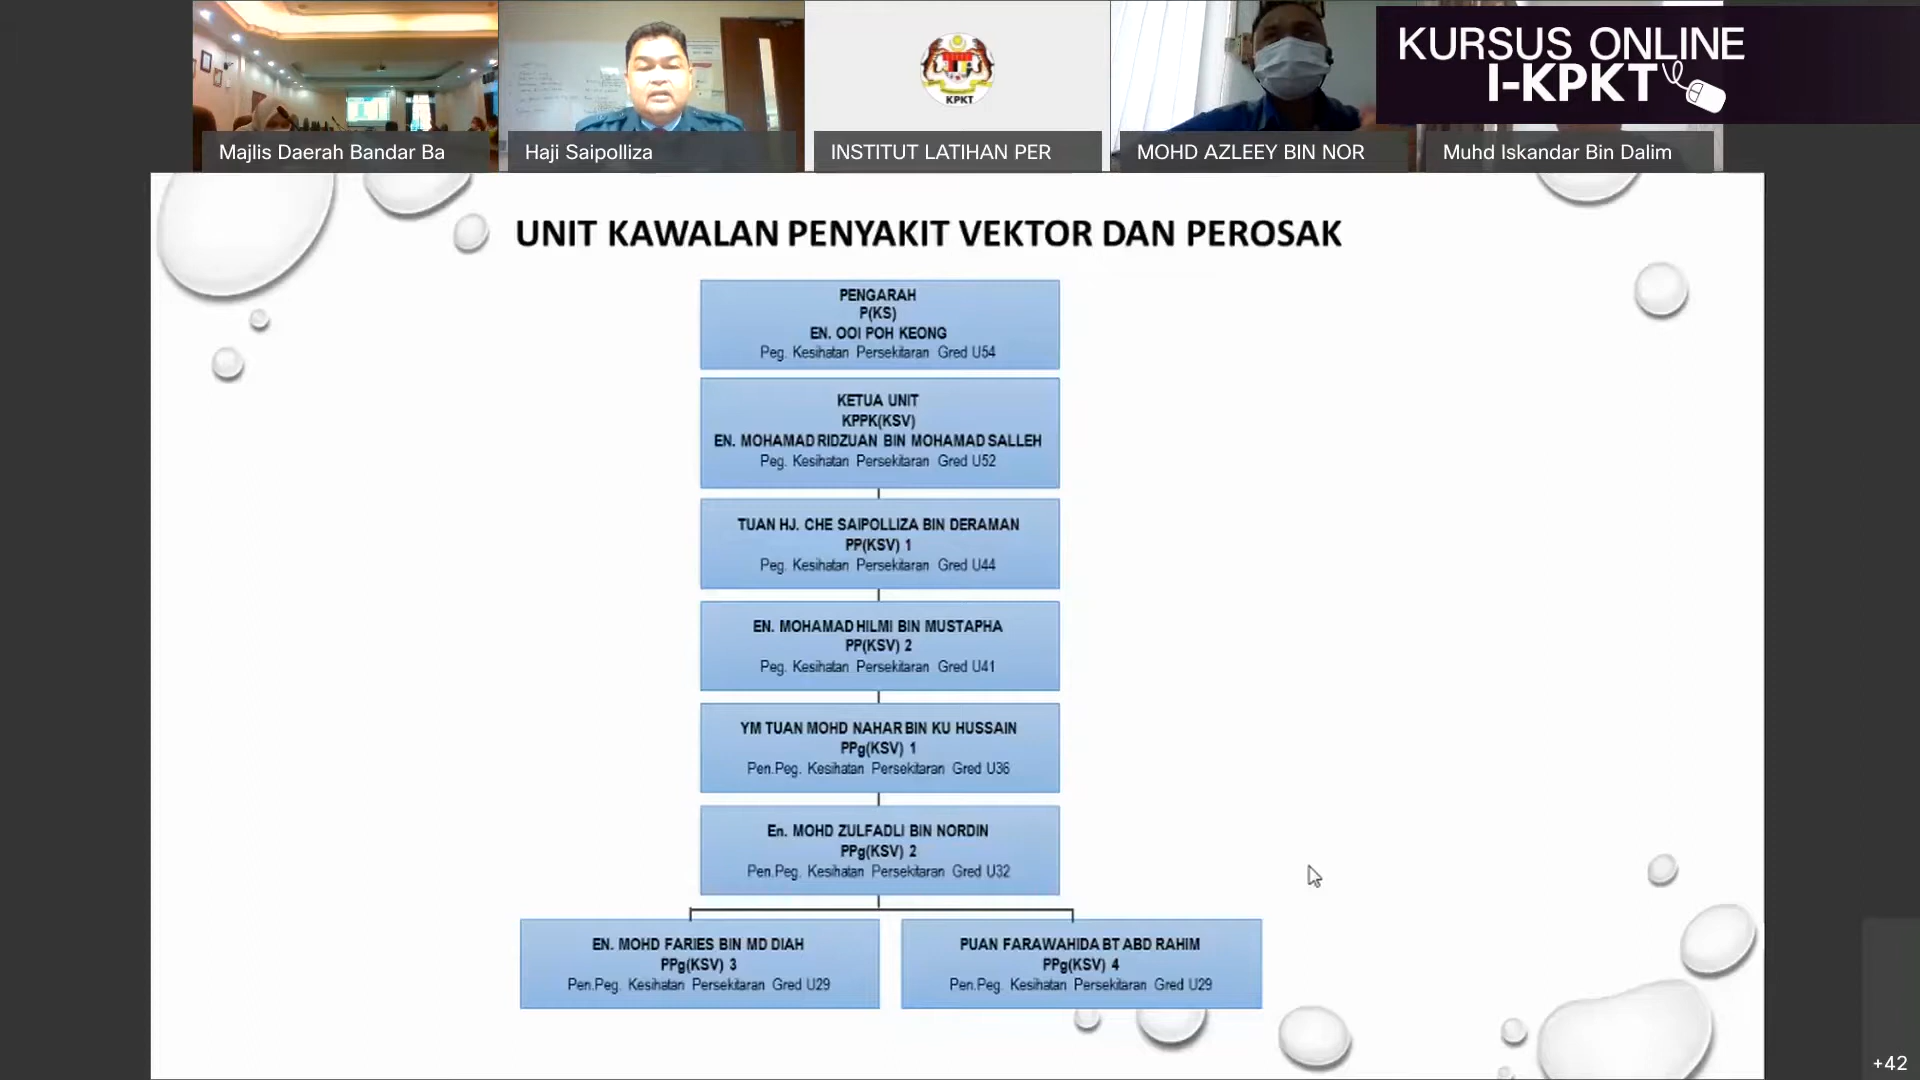 KURSUS ONLINE
I-KPKT
KPKT
Majlis Daerah Bandar Ba
Haji Saipolliza
INSTITUT LATIHAN PER
MOHD AZLEEY BIN NOR
Muhd Iskandar Bin Dalim
UNIT KAWALAN PENYAKIT VEKTOR DAN PEROSAK
PENGARAH
P(KS)
EN. OOI POH KEONG
Peg. Kesihatan Persekitaran Gred U54
KETUA UNIT
KPPK(KSV)
EN. MOHAMAD RIDZUAN BIN MOHAMAD SALLEH
Peg. Kesihatan Persekitaran Gred U52
TUAN HJ. CHE SAIPOLLIZA BIN DERAMAN
PP(KSV) 1
Peg. Kesihatan Persekitaran Gred U44
EN. MOHAMAD HILMI BIN MUSTAPHA
PP(KSV) 2
Peg. Kesihatan Persekitaran Gred U41
YM TUAN MOHD NAHAR BIN KU HUSSAIN
PPg(KSV) 1
Pen.Peg. Kesihatan Persekitaran Gred U36
En. MOHD ZULFADLI BIN NORDIN
PPg(KSV) 2
Pen.Peg. Kesihatan Persekitaran Gred U32
EN. MOHD FARIES BIN MD DIAH
PPg(KSV) 3
Pen.Peg. Kesihatan Persekitaran Gred U29
PUAN FARAWAHIDA BT ABD RAHIM
PPg(KSV) 4
Pen.Peg. Kesihatan Persekitaran Gred U29
+42